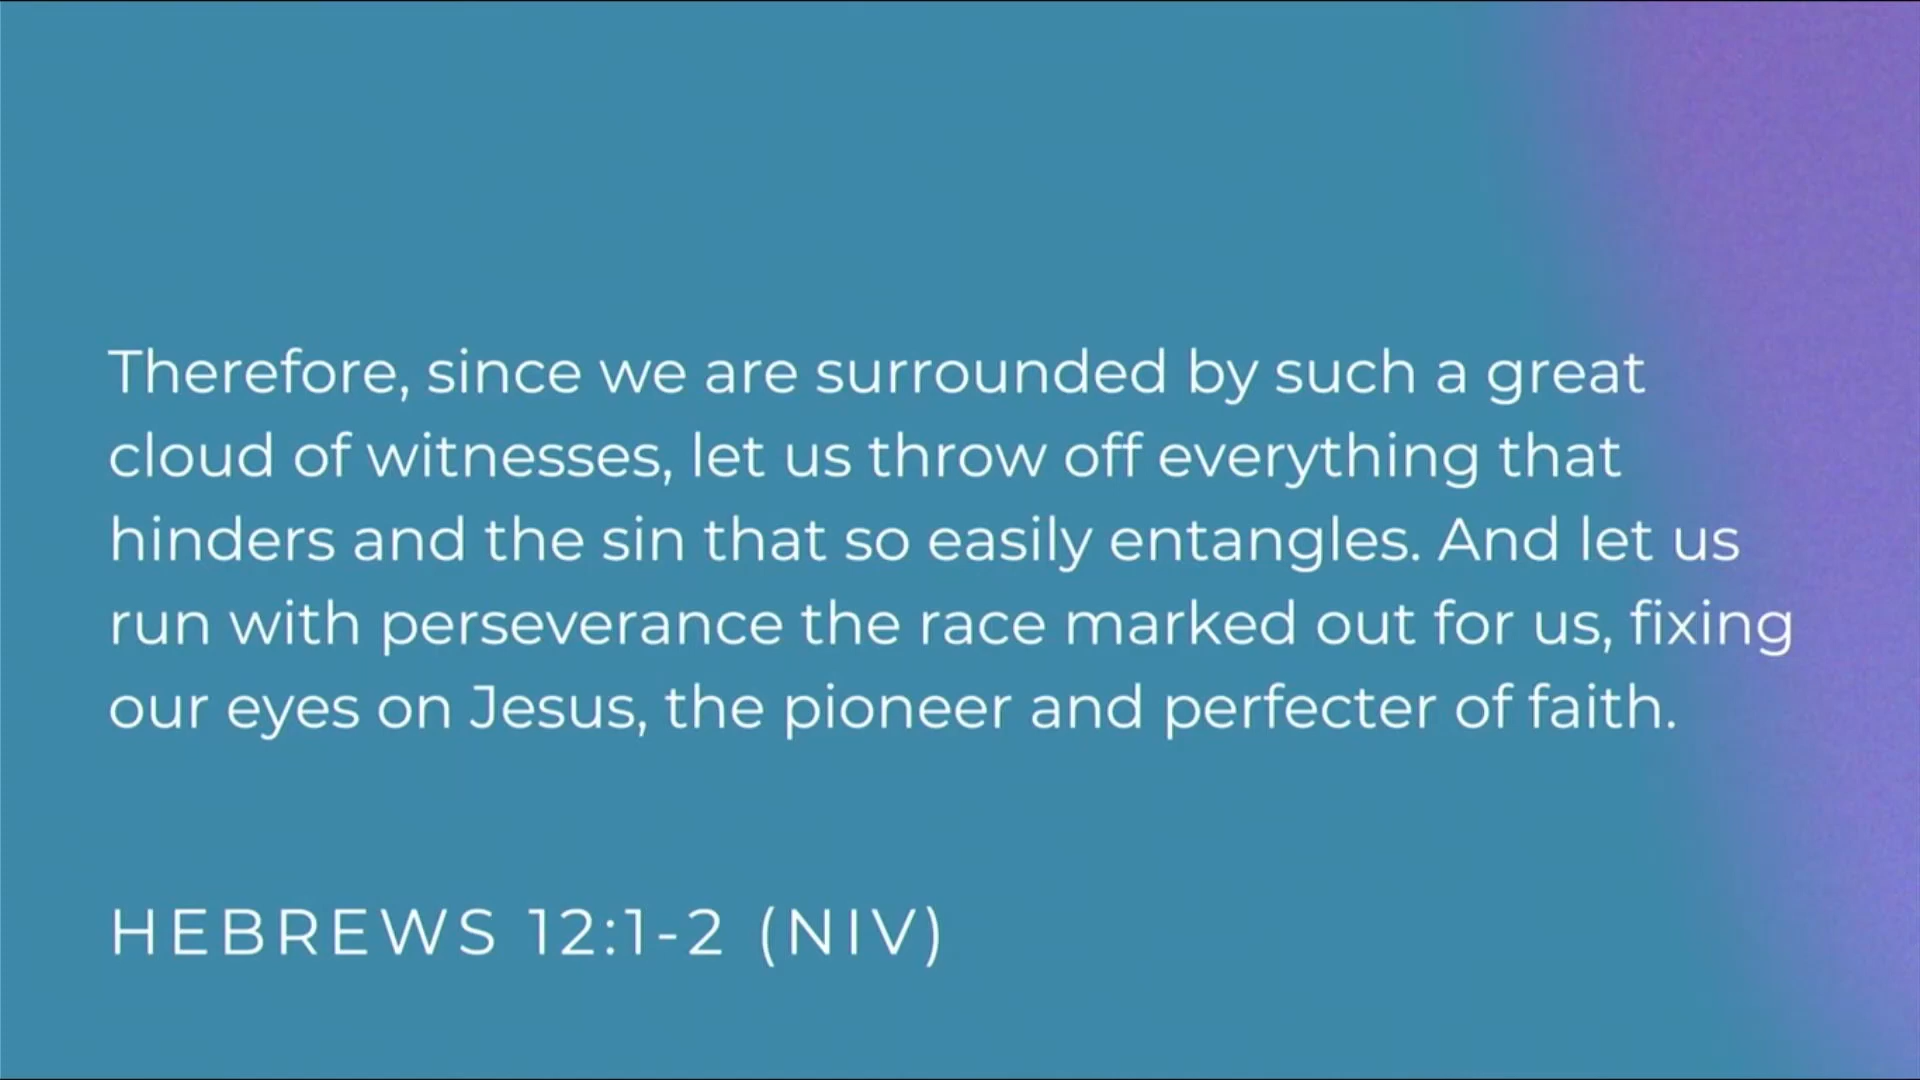 Therefore, since we are surrounded by such a great
cloud of witnesses, let us throw off everything that
hinders and the sin that so easily entangles. And let us
run with perseverance the race marked out for us, fixing
our eyes on Jesus, the pioneer and perfecter of faith.
HEBREWS 12:1-2 (NIV)